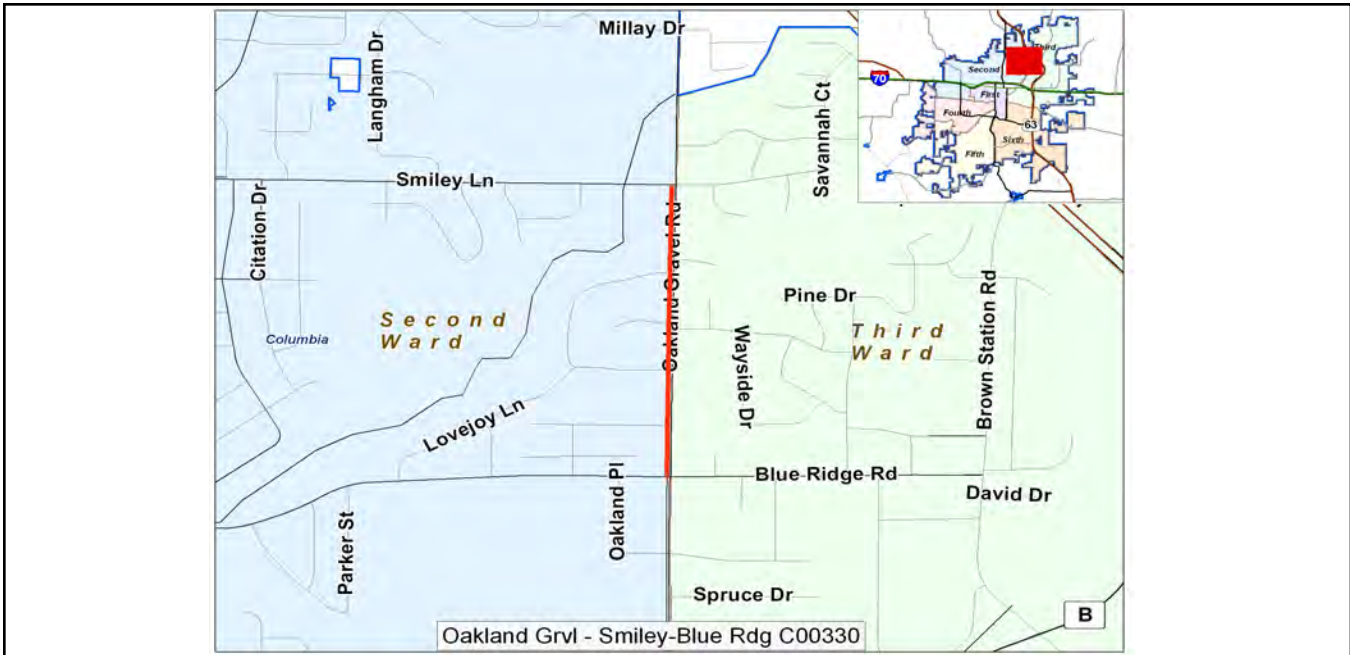 Millay Dr
Langham Dr
Savannah Ct
Third
Second
70
First
Fourth
63
Sixth
Fifth
Smiley Ln
Citation Dr
Oakland Gravel Rd
Pine Dr
Second
Ward
Columbia
Third
Ward
Wayside Dr
Brown Station Rd
Lovejoy Ln
Blue Ridge Rd
Oakland Pl
David Dr
Parker St
Spruce Dr
B
Oakland Grvl - Smiley-Blue Rdg C00330